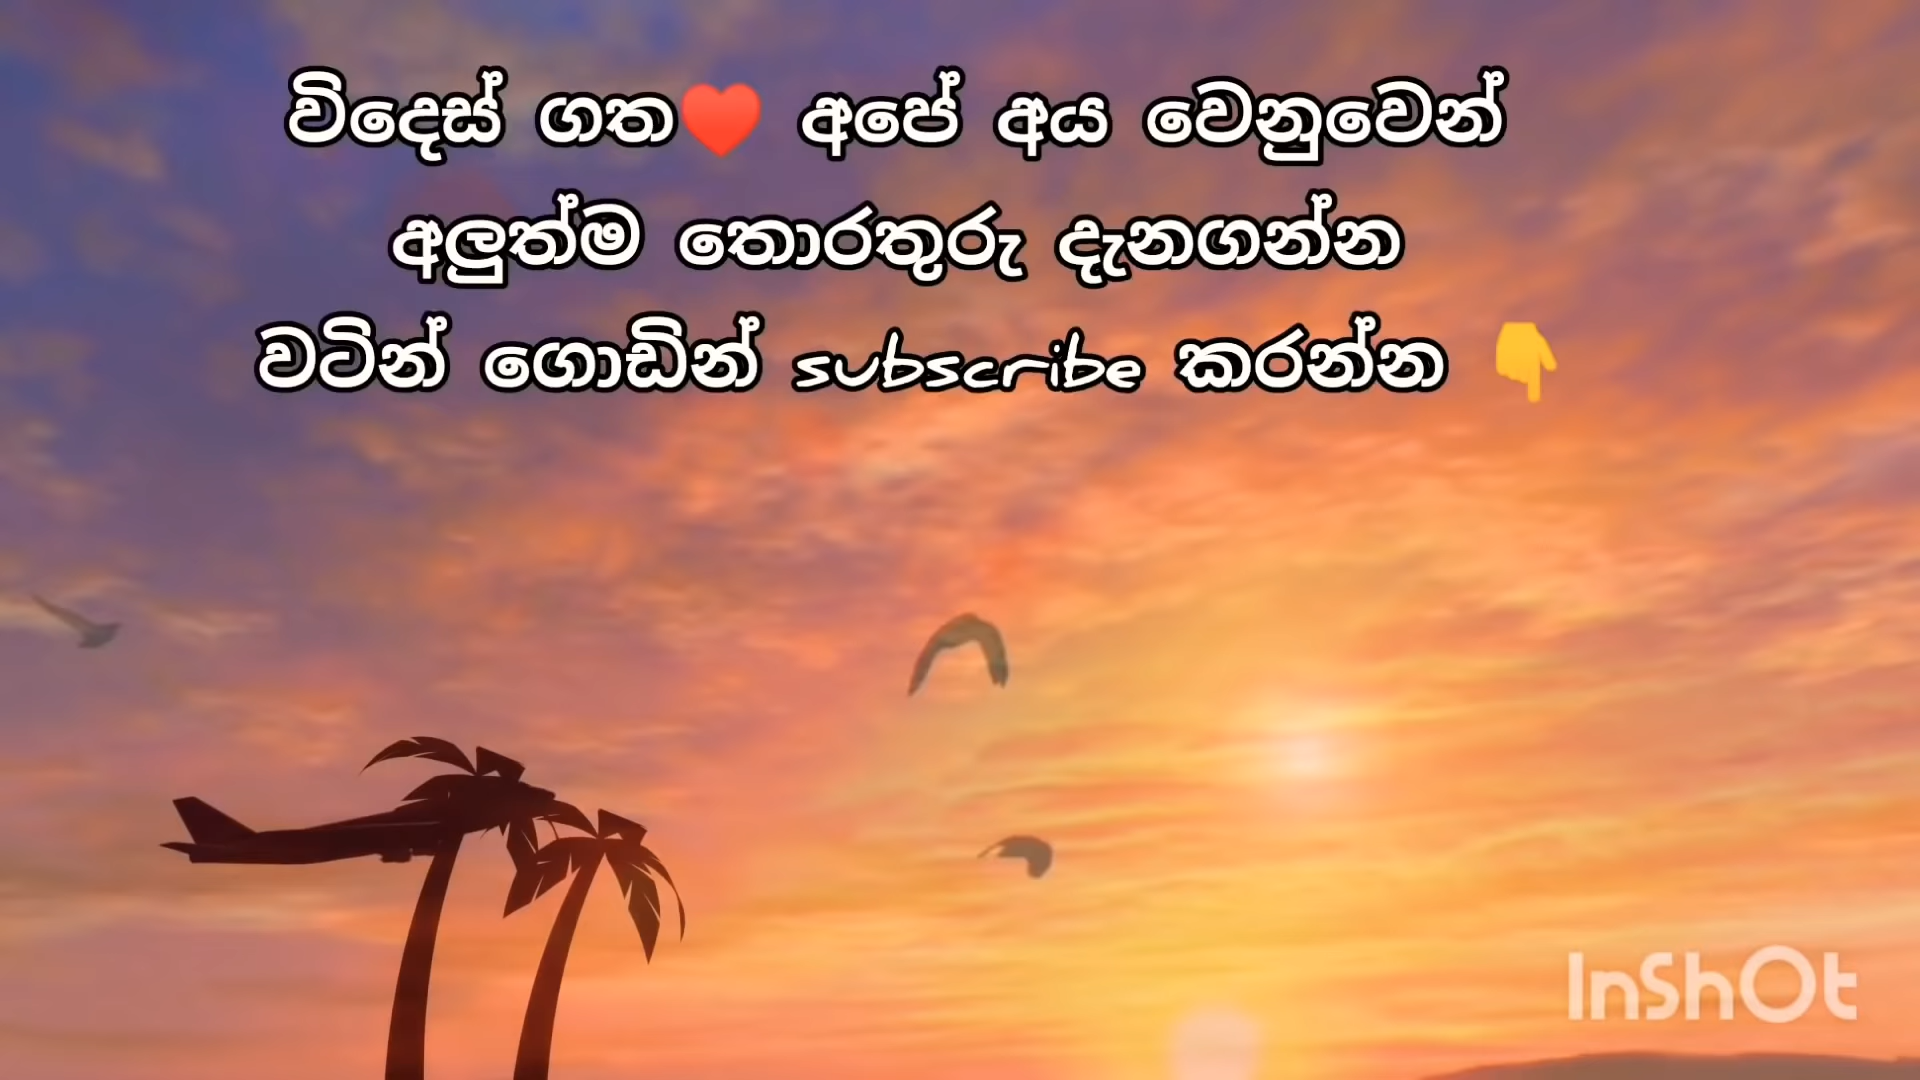 විදෙස් ගත❤️ අපේ අය වෙනුවෙන්
අලුත්ම තොරතුරු දැනගන්න
වටින් ගොඩින් subscribe කරන්න 👇
InShOt